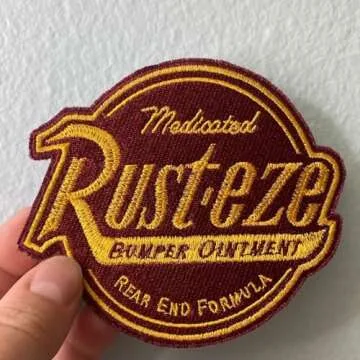 Medicated
Rust-eze
Bumper Ointment
Rear End Formula